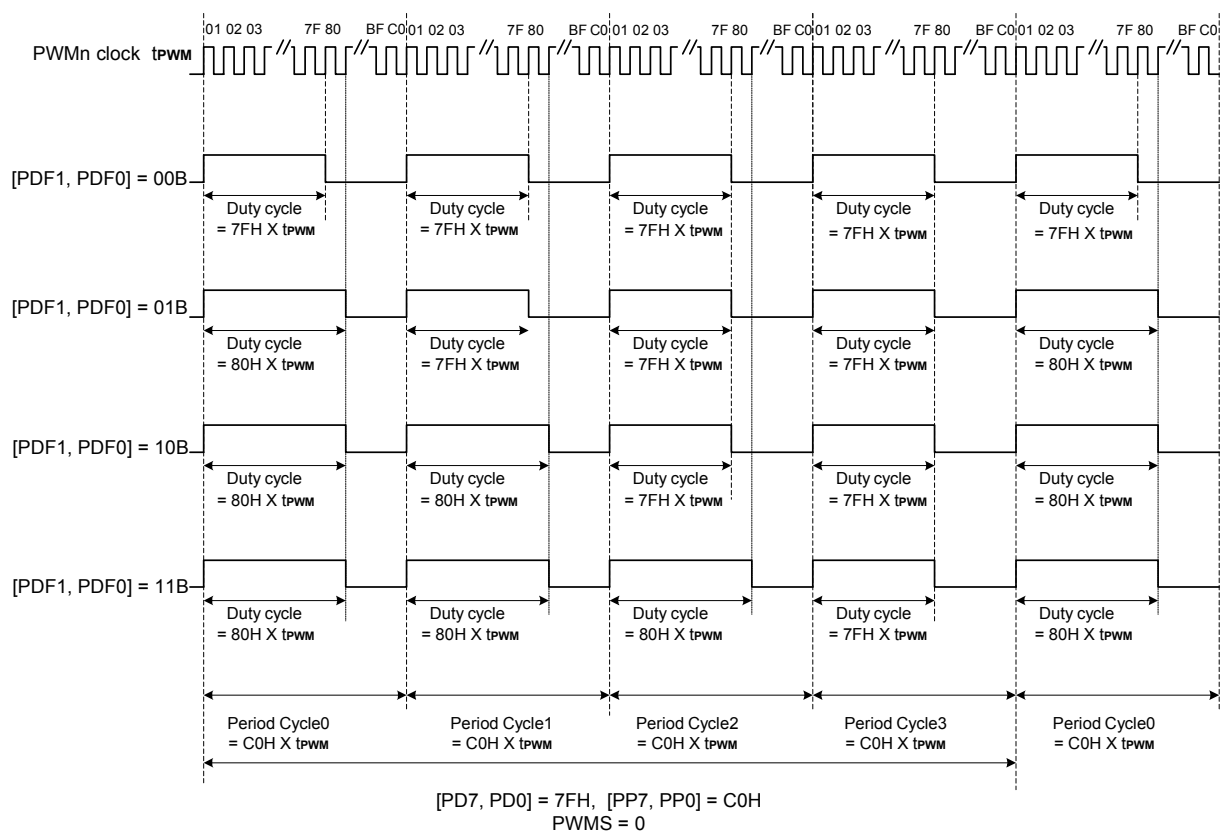 01 02 03 7F 80 BF C0 01 02 03 7F 80 BF C0 01 02 03 7F 80 BF C0 01 02 03 7F 80 BF C0 01 02 03 7F 80 BF C0
PWMn clock tPWM
[PDF1, PDF0] = 00B
Duty cycle Duty cycle Duty cycle Duty cycle Duty cycle
= 7FH X tPWM = 7FH X tPWM = 7FH X tPWM = 7FH X tPWM = 7FH X tPWM
[PDF1, PDF0] = 01B
Duty cycle Duty cycle Duty cycle Duty cycle Duty cycle
= 80H X tPWM = 7FH X tPWM = 7FH X tPWM = 7FH X tPWM = 80H X tPWM
[PDF1, PDF0] = 10B
Duty cycle Duty cycle Duty cycle Duty cycle Duty cycle
= 80H X tPWM = 80H X tPWM = 7FH X tPWM = 7FH X tPWM = 80H X tPWM
[PDF1, PDF0] = 11B
Duty cycle Duty cycle Duty cycle Duty cycle Duty cycle
= 80H X tPWM = 80H X tPWM = 80H X tPWM = 7FH X tPWM = 80H X tPWM
Period Cycle0 Period Cycle1 Period Cycle2 Period Cycle3 Period Cycle0
= C0H X tPWM = C0H X tPWM = C0H X tPWM = C0H X tPWM = C0H X tPWM
[PD7, PD0] = 7FH, [PP7, PP0] = C0H
PWMS = 0